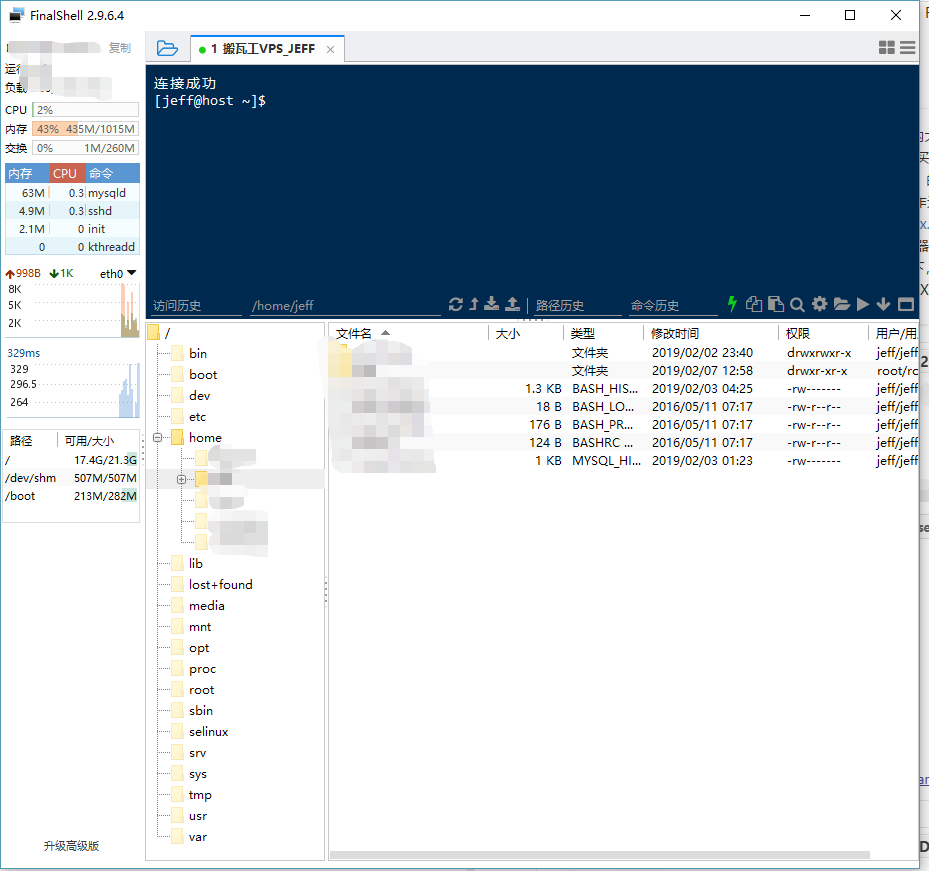 FinalShell 2.9.6.4
复制
运行
负载
CPU 2%
内存 43% 435M/1015M
交换 0% 1M/260M
内存 CPU 命令
63M 0.3 mysqld
4.9M 0.3 sshd
2.1M 0 init
0 0 kthreadd
998B 1K eth0
8K
5K
2K
329ms
329
296.5
264
路径 可用/大小
/ 17.4G/21.3G
/dev/shm 507M/507M
/boot 213M/282M
升级高级版
1 搬瓦工VPS_JEFF
连接成功
[jeff@host ~]$
访问历史 /home/jeff 路径历史 命令历史
/
bin
boot
dev
etc
home
lib
lost+found
media
mnt
opt
proc
root
sbin
selinux
srv
sys
tmp
usr
var
文件名 大小 类型 修改时间 权限 用户/用
文件夹 2019/02/02 23:40 drwxrwxr-x jeff/jeff
文件夹 2019/02/07 12:58 drwxr-xr-x root/ro
1.3 KB BASH_HIS... 2019/02/03 04:25 -rw------- jeff/jeff
18 B BASH_LO... 2016/05/11 07:17 -rw-r--r-- jeff/jeff
176 B BASH_PR... 2016/05/11 07:17 -rw-r--r-- jeff/jeff
124 B BASHRC ... 2016/05/11 07:17 -rw-r--r-- jeff/jeff
1 KB MYSQL_HI... 2019/02/03 01:23 -rw------- jeff/jeff